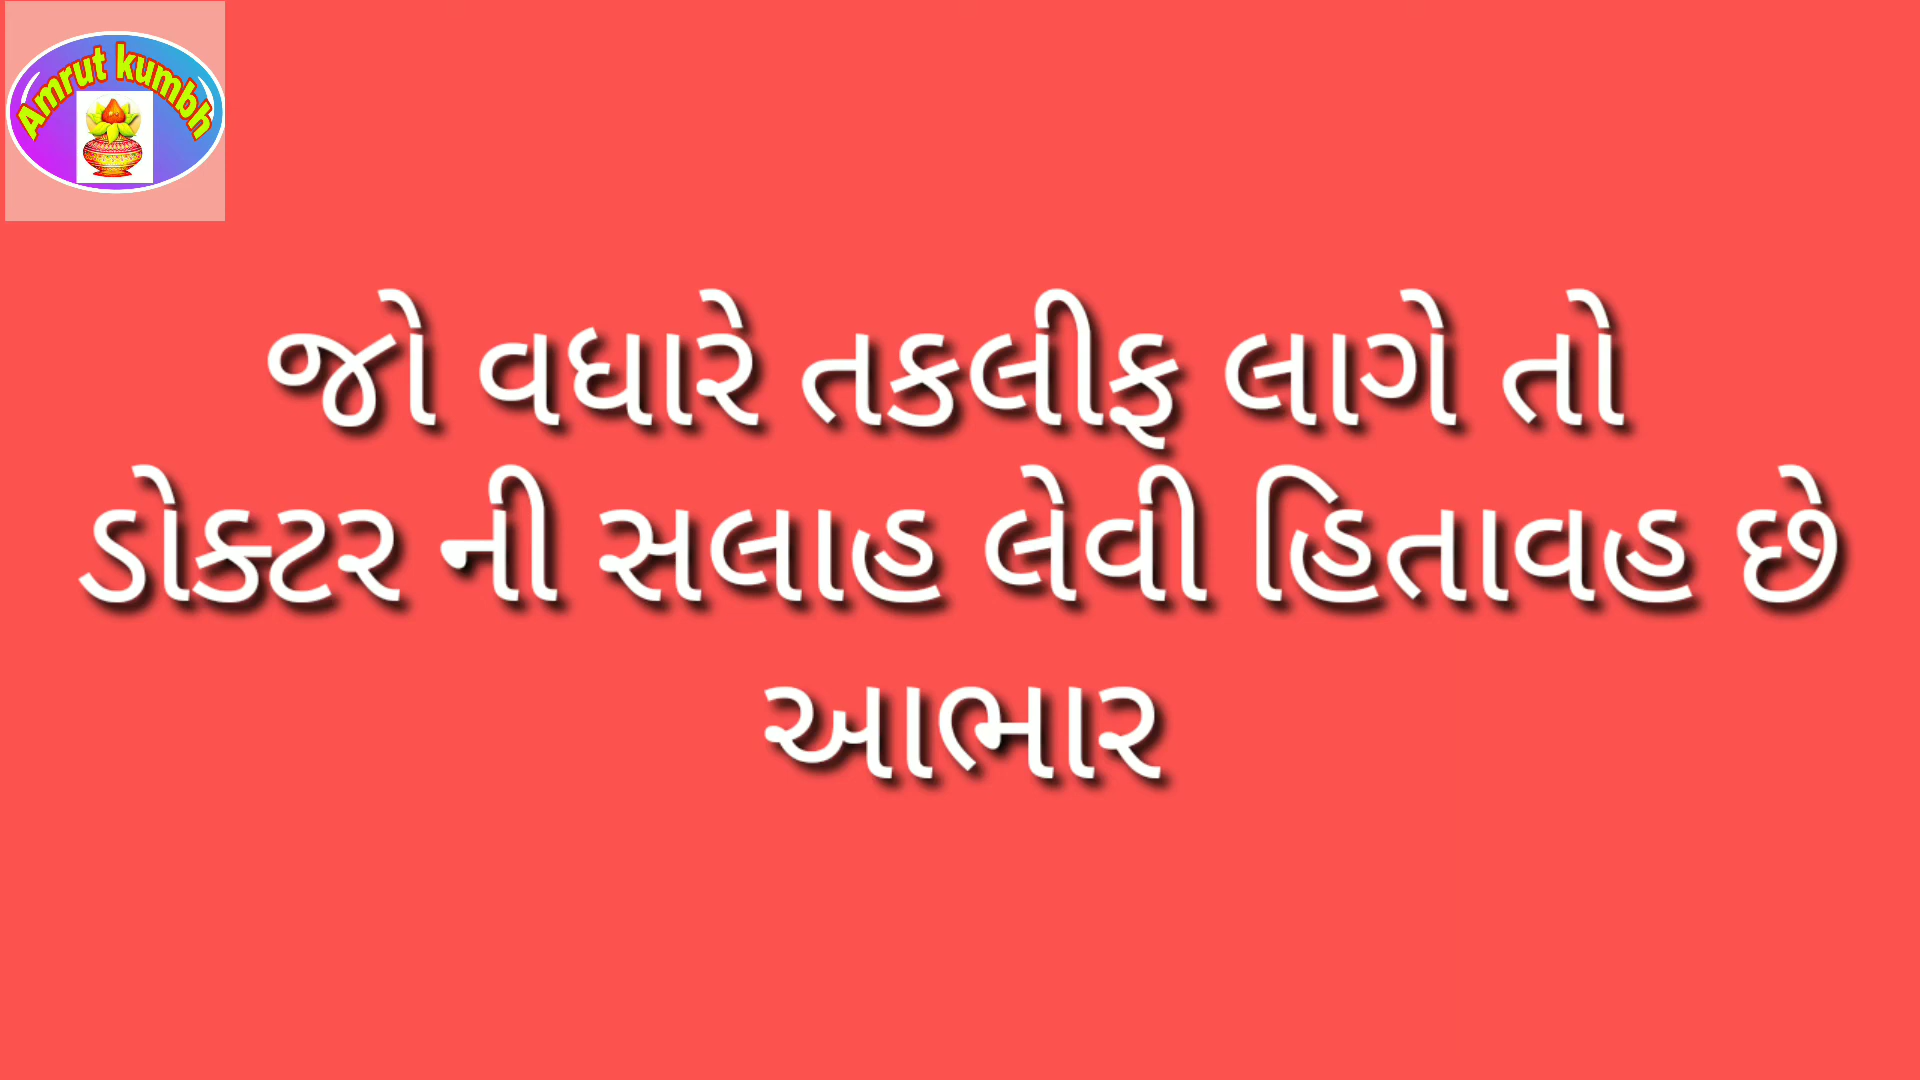 Amrut kumbh
જો વધારે તકલીફ લાગે તો
ડોક્ટર ની સલાહ લેવી હિતાવહ છે
આભાર